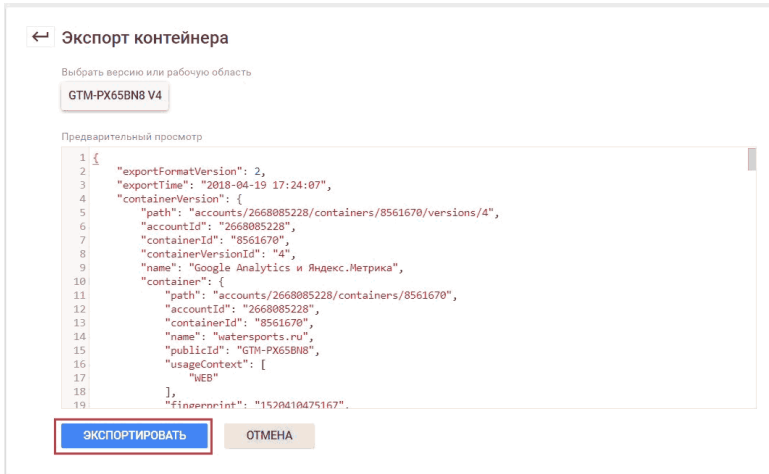 Экспорт контейнера
Выбрать версию или рабочую область
GTM-PX65BN8 V4
Предварительный просмотр
1 {
2 "exportFormatVersion": 2,
3 "exportTime": "2018-04-19 17:24:07",
4 "containerVersion": {
5 "path": "accounts/2668085228/containers/8561670/versions/4",
6 "accountId": "2668085228",
7 "containerId": "8561670",
8 "containerVersionId": "4",
9 "name": "Google Analytics и Яндекс.Метрика",
10 "container": {
11 "path": "accounts/2668085228/containers/8561670",
12 "accountId": "2668085228",
13 "containerId": "8561670",
14 "name": "watersports.ru",
15 "publicId": "GTM-PX65BN8",
16 "usageContext": [
17 "WEB"
18 ],
19 "fingerprint": "1520410475167",
ЭКСПОРТИРОВАТЬ ОТМЕНА